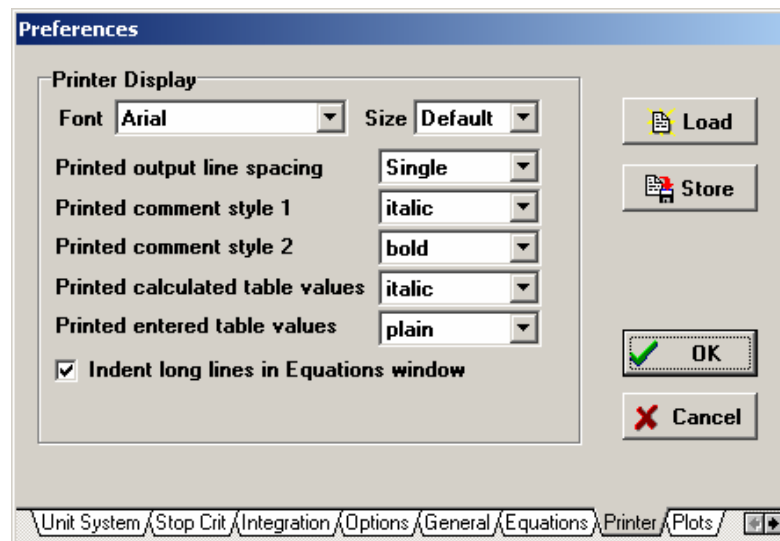 Preferences
Printer Display
Font Arial Size Default
Load
Printed output line spacing Single
Store
Printed comment style 1 italic
Printed comment style 2 bold
Printed calculated table values italic
Printed entered table values plain
OK
Indent long lines in Equations window
Cancel
Unit System Stop Crit Integration Options General Equations Printer Plots